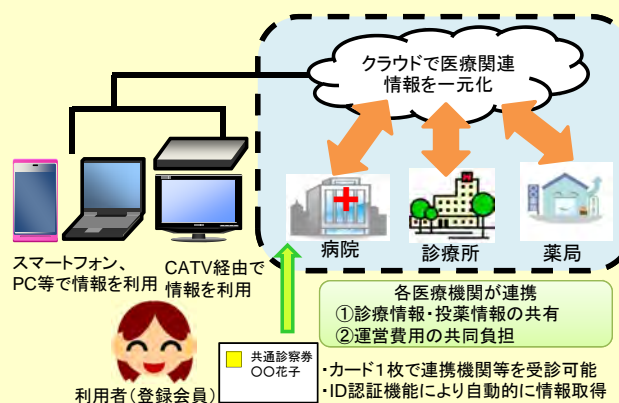 クラウドで医療関連
情報を一元化
病院
診療所
薬局
スマートフォン、
PC等で情報を利用
CATV経由で
情報を利用
各医療機関が連携
①診療情報・投薬情報の共有
②運営費用の共同負担
共通診察券
〇〇花子
・カード1枚で連携機関等を受診可能
・ID認証機能により自動的に情報取得
利用者(登録会員)